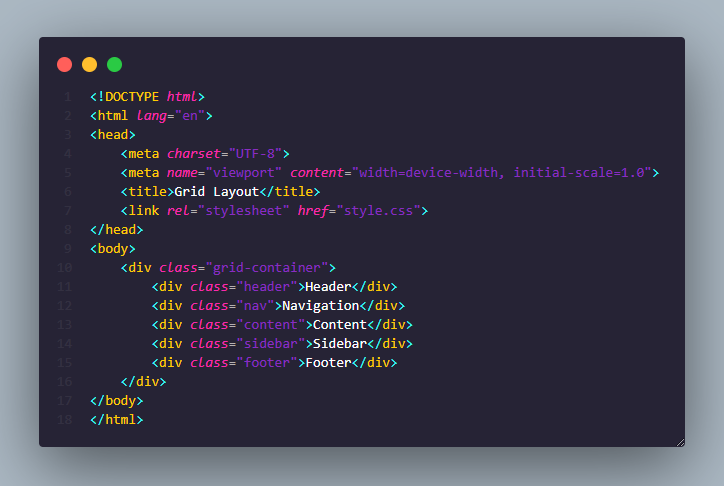 1 <!DOCTYPE html>
2 <html lang="en">
3 <head>
4     <meta charset="UTF-8">
5     <meta name="viewport" content="width=device-width, initial-scale=1.0">
6     <title>Grid Layout</title>
7     <link rel="stylesheet" href="style.css">
8 </head>
9 <body>
10     <div class="grid-container">
11         <div class="header">Header</div>
12         <div class="nav">Navigation</div>
13         <div class="content">Content</div>
14         <div class="sidebar">Sidebar</div>
15         <div class="footer">Footer</div>
16     </div>
17 </body>
18 </html>